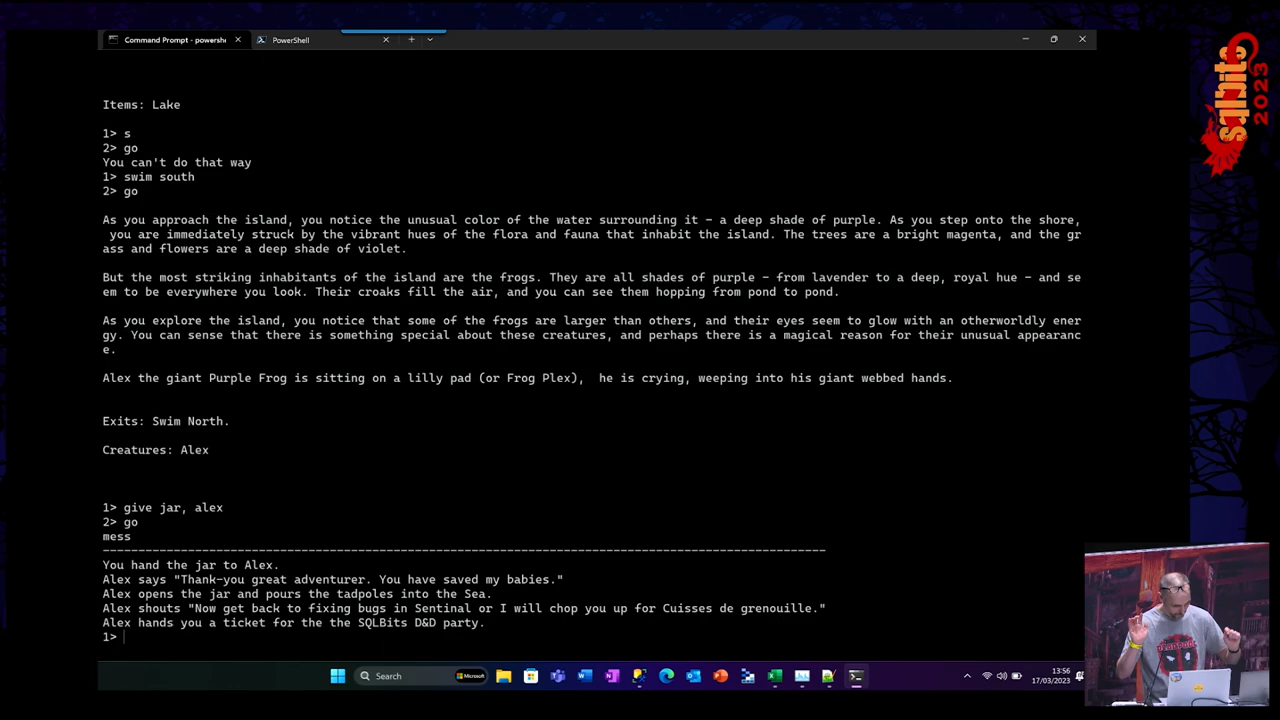 Command Prompt - powersh
PowerShell
Items: Lake
1> s
2> go
You can't do that way
1> swim south
2> go
As you approach the island, you notice the unusual color of the water surrounding it - a deep shade of purple. As you step onto the shore,
you are immediately struck by the vibrant hues of the flora and fauna that inhabit the island. The trees are a bright magenta, and the gr
ass and flowers are a deep shade of violet.
But the most striking inhabitants of the island are the frogs. They are all shades of purple - from lavender to a deep, royal hue - and se
em to be everywhere you look. Their croaks fill the air, and you can see them hopping from pond to pond.
As you explore the island, you notice that some of the frogs are larger than others, and their eyes seem to glow with an otherworldly ener
gy. You can sense that there is something special about these creatures, and perhaps there is a magical reason for their unusual appearanc
e.
Alex the giant Purple Frog is sitting on a lilly pad (or Frog Plex),  he is crying, weeping into his giant webbed hands.
Exits: Swim North.
Creatures: Alex
1> give jar, alex
2> go
mess
You hand the jar to Alex.
Alex says "Thank-you great adventurer. You have saved my babies."
Alex opens the jar and pours the tadpoles into the Sea.
Alex shouts "Now get back to fixing bugs in Sentinal or I will chop you up for Cuisses de grenouille."
Alex hands you a ticket for the the SQLBits D&D party.
1>
Search
Microsoft
13:56
17/03/2023
sqlbits
2023